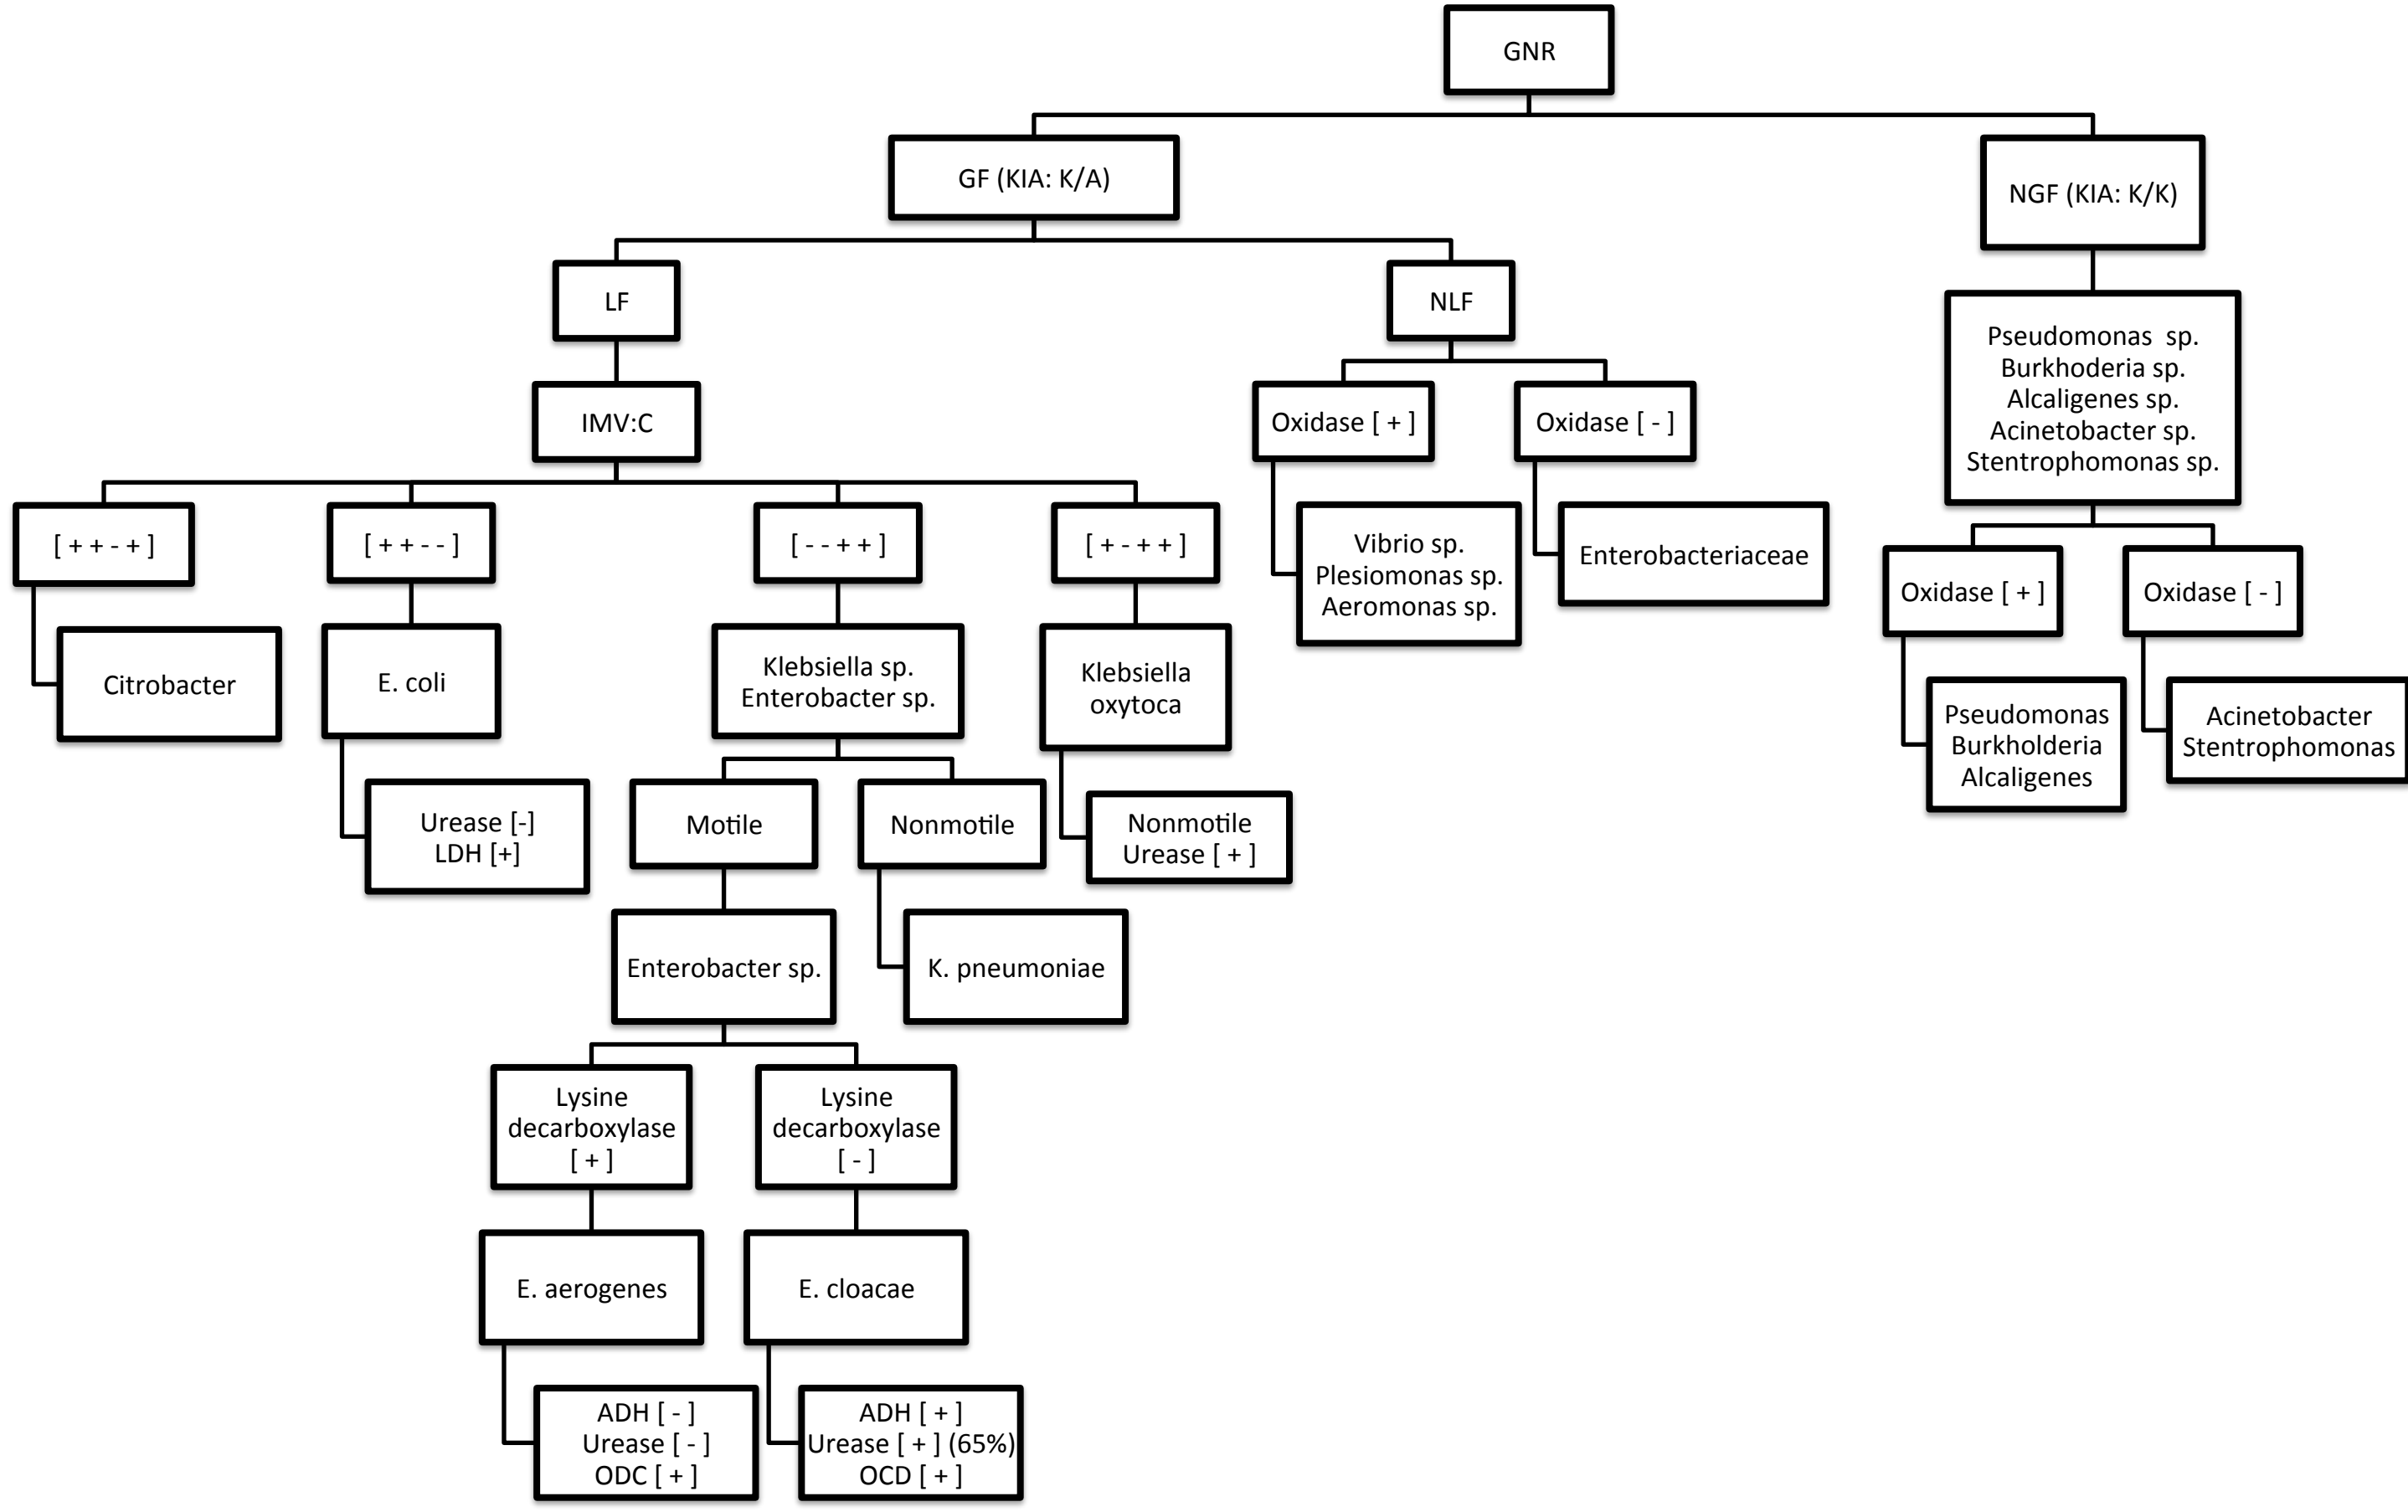 GNR
GF (KIA: K/A)
NGF (KIA: K/K)
LF
NLF
Pseudomonas sp.
Burkhoderia sp.
Alcaligenes sp.
Acinetobacter sp.
Stentrophomonas sp.
IMV:C
Oxidase [ + ]
Oxidase [ - ]
[ + + - + ]
[ + + - - ]
[ - - + + ]
[ + - + + ]
Vibrio sp.
Plesiomonas sp.
Aeromonas sp.
Enterobacteriaceae
Oxidase [ + ]
Oxidase [ - ]
Citrobacter
E. coli
Klebsiella sp.
Enterobacter sp.
Klebsiella
oxytoca
Pseudomonas
Burkholderia
Alcaligenes
Acinetobacter
Stentrophomonas
Urease [-]
LDH [+]
Motile
Nonmotile
Nonmotile
Urease [ + ]
Enterobacter sp.
K. pneumoniae
Lysine
decarboxylase
[ + ]
Lysine
decarboxylase
[ - ]
E. aerogenes
E. cloacae
ADH [ - ]
Urease [ - ]
ODC [ + ]
ADH [ + ]
Urease [ + ] (65%)
OCD [ + ]